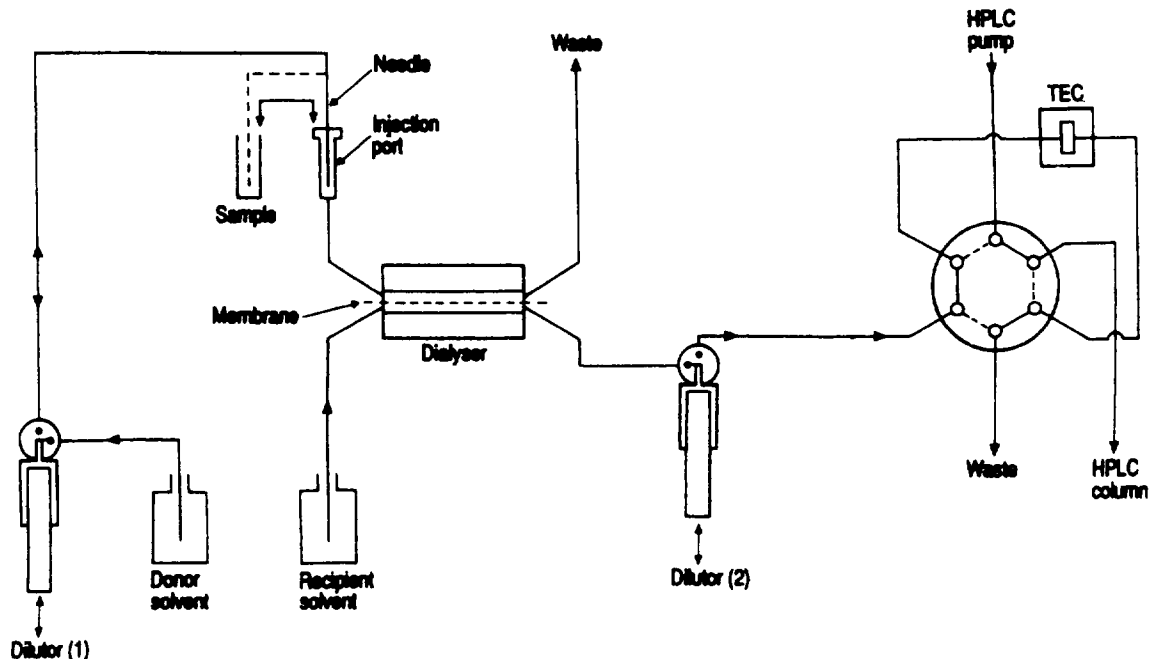 HPLC
pump
Waste
TEC
Needle
Injection
port
Sample
Membrane
Dialyser
Donor
solvent
Recipient
solvent
Dilutor (1)
Dilutor (2)
Waste
HPLC
column